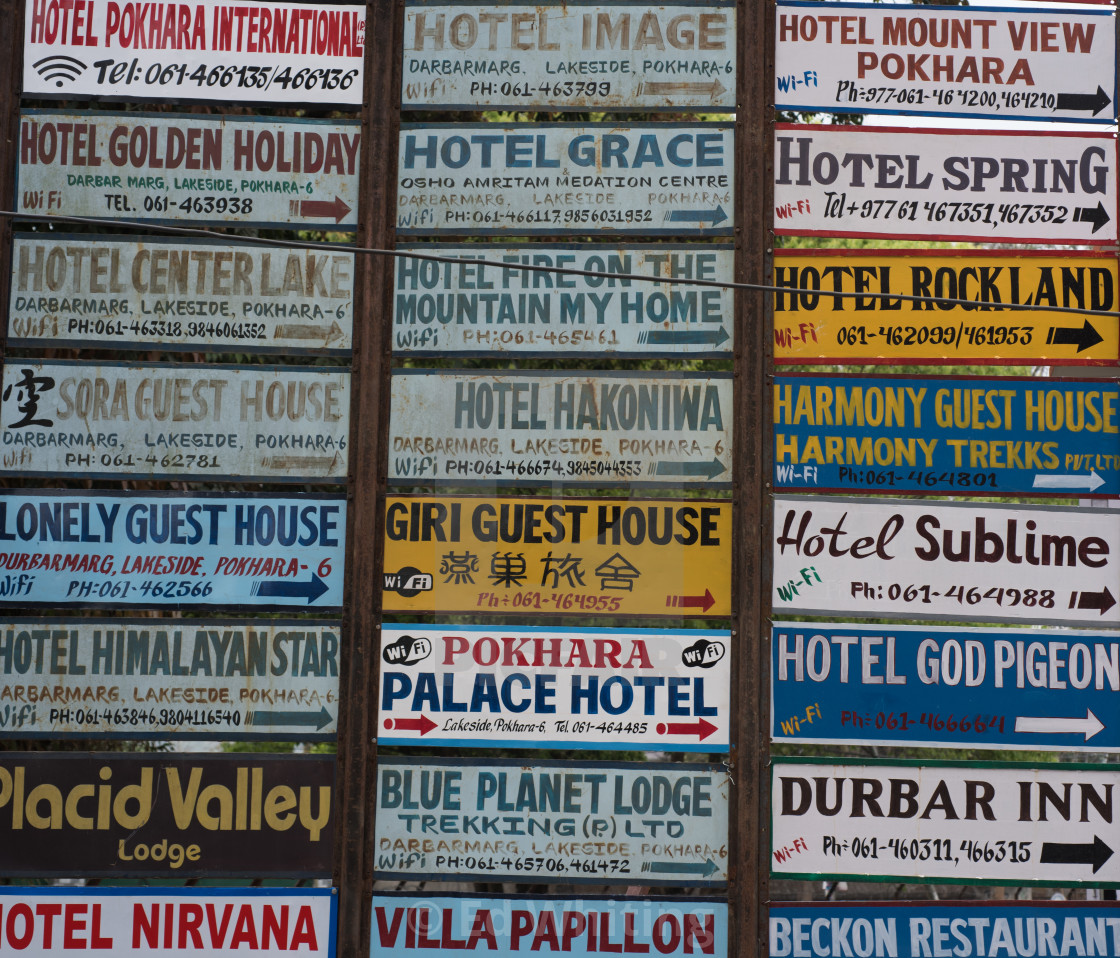 HOTEL POKHARA INTERNATIONAL
Tel: 061-466135/466136
HOTEL GOLDEN HOLIDAY
DARBAR MARG, LAKESIDE, POKHARA-6
Wi Fi TEL. 061-463938
HOTEL CENTER LAKE
DARBARMARG, LAKESIDE, POKHARA-6
Wifi PH:061-463318,9846061352
空 SORA GUEST HOUSE
DARBARMARG, LAKESIDE, POKHARA-6
Wifi PH: 061-462781
LONELY GUEST HOUSE
DURBARMARG, LAKESIDE, POKHARA-6
Wifi PH:061-462566
HOTEL HIMALAYAN STAR
DARBARMARG, LAKESIDE, POKHARA-6
Wifi PH:061-463846,9804116540
Placid Valley
Lodge
HOTEL NIRVANA
HOTEL IMAGE
DARBARMARG, LAKESIDE, POKHARA-6
Wifi PH:061-463799
HOTEL GRACE
OSHO AMRITAM MEDATION CENTRE
DARBARMARG, LAKESIDE, POKHARA-6
Wifi PH:061-466117,9856031952
HOTEL FIRE ON THE
MOUNTAIN MY HOME
Wifi PH:061-465461
HOTEL HAKONIWA
DARBARMARG, LAKESIDE, POKHARA-6
Wifi PH:061-466674,9845044353
GIRI GUEST HOUSE
Wi Fi 燕巢旅舍
Ph÷061-464955
Wi Fi POKHARA Wi Fi
PALACE HOTEL
Lakeside, Pokhara-6, Tel. 061-464485
BLUE PLANET LODGE
TREKKING (P.) LTD
DARBARMARG, LAKESIDE, POKHARA-6
Wifi PH:061-465706,461472
VILLA PAPILLON
HOTEL MOUNT VIEW
POKHARA
Wi-Fi Ph÷977-061-464200,464210
HOTEL SPRING
Wi-Fi Tel+977 61 467351,467352
HOTEL ROCKLAND
Wi-Fi 061-462099/461953
HARMONY GUEST HOUSE
HARMONY TREKKS PVT.LTD
Wi-Fi Ph:061-464801
Hotel Sublime
Wi-Fi Ph:061-464988
HOTEL GOD PIGEON
Wi-Fi Ph:061-466664
DURBAR INN
Wi-Fi Ph÷061-460311,466315
BECKON RESTAURANT
© Ed Whiting